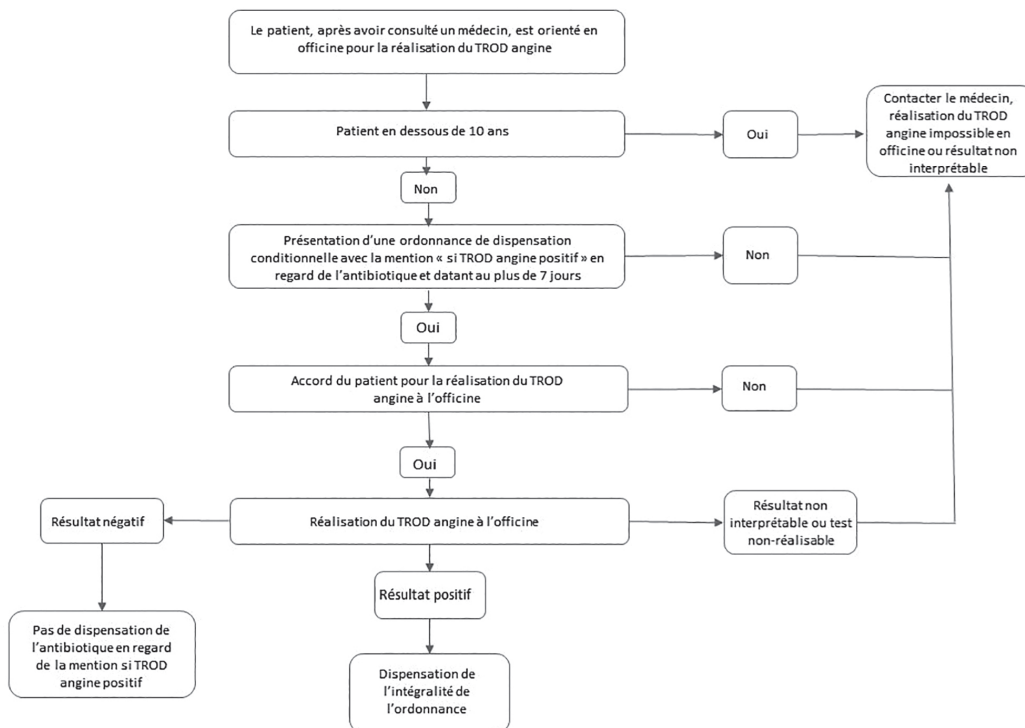 Le patient, après avoir consulté un médecin, est orienté en
officine pour la réalisation du TROD angine
Patient en dessous de 10 ans
Oui
Contacter le médecin,
réalisation du TROD
angine impossible en
officine ou résultat non
interprétable
Non
Présentation d'une ordonnance de dispensation
conditionnelle avec la mention « si TROD angine positif » en
regard de l'antibiotique et datant au plus de 7 jours
Non
Oui
Accord du patient pour la réalisation du TROD
angine à l'officine
Non
Oui
Résultat négatif
Réalisation du TROD angine à l'officine
Résultat non
interprétable ou test
non-réalisable
Résultat positif
Pas de dispensation de
l'antibiotique en regard
de la mention si TROD
angine positif
Dispensation de
l'intégralité de
l'ordonnance